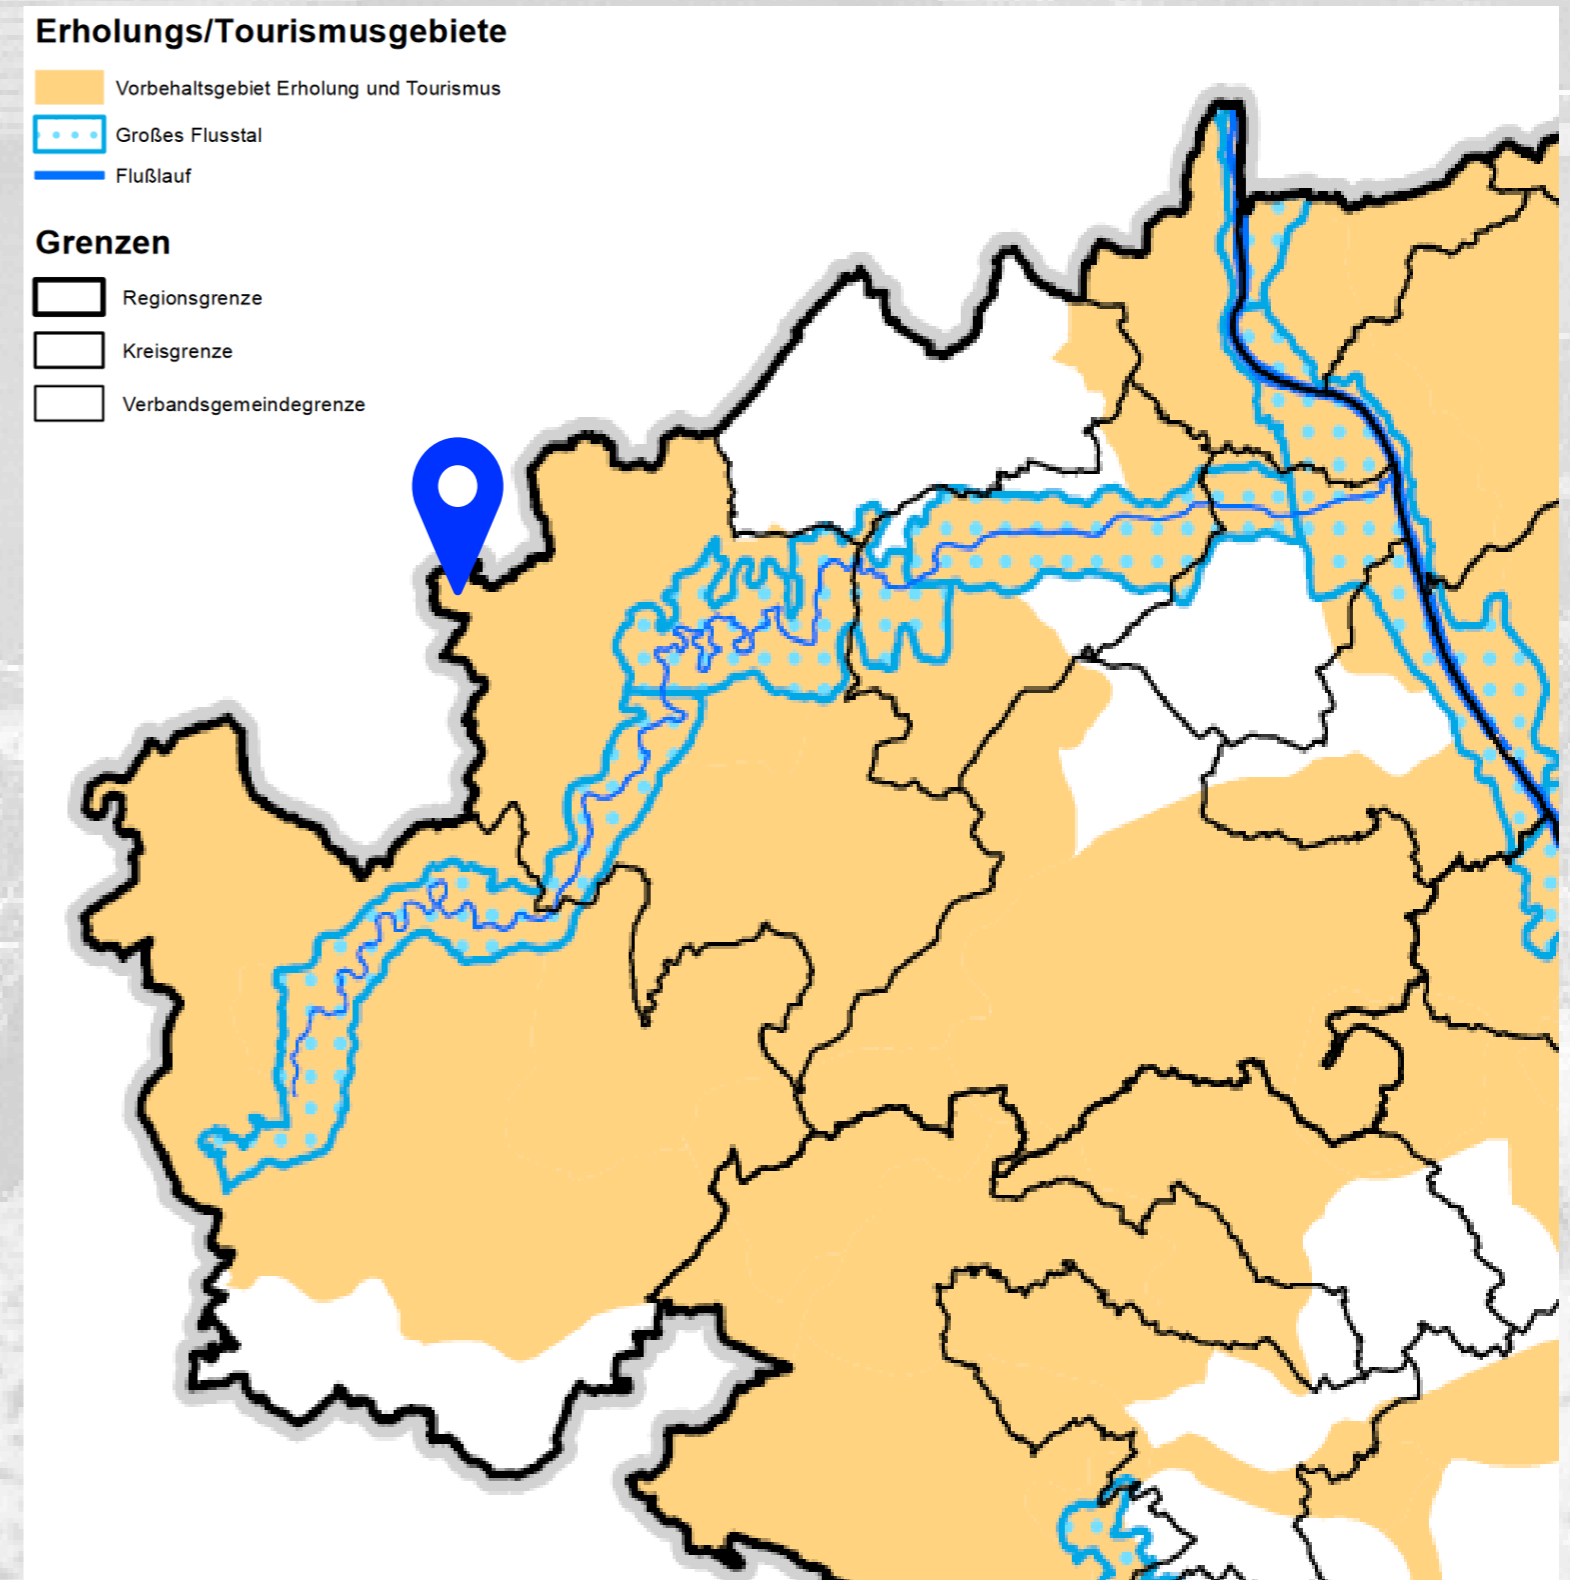 Erholungs/Tourismusgebiete
Vorbehaltsgebiet Erholung und Tourismus
Großes Flusstal
Flußlauf
Grenzen
Regionsgrenze
Kreisgrenze
Verbandsgemeindegrenze